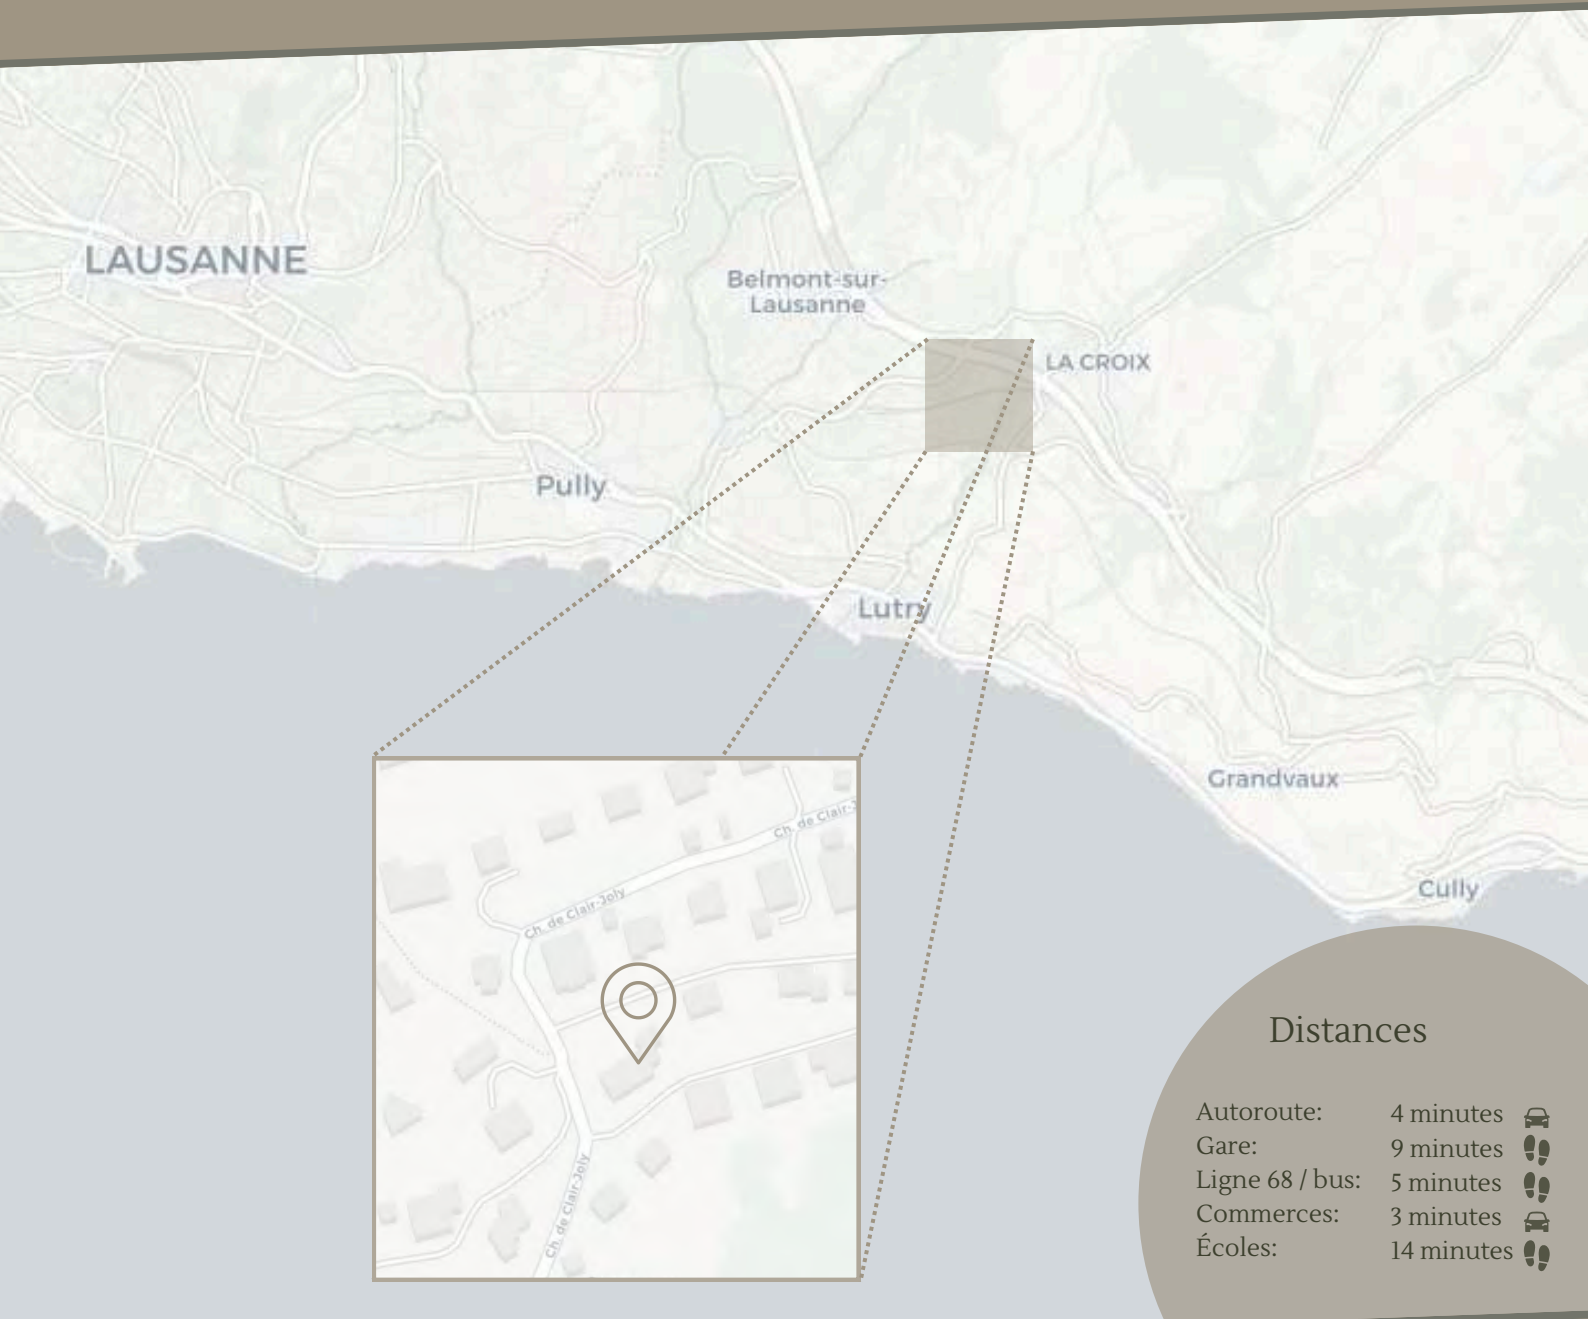 LAUSANNE
Belmont-sur-
Lausanne
LA CROIX
Pully
Lutry
Grandvaux
Cully
Ch. de Clair-J
Ch. de Clair-Joly
Ch. de Clair-Joly
Distances
Autoroute: 4 minutes
Gare: 9 minutes
Ligne 68 / bus: 5 minutes
Commerces: 3 minutes
Écoles: 14 minutes